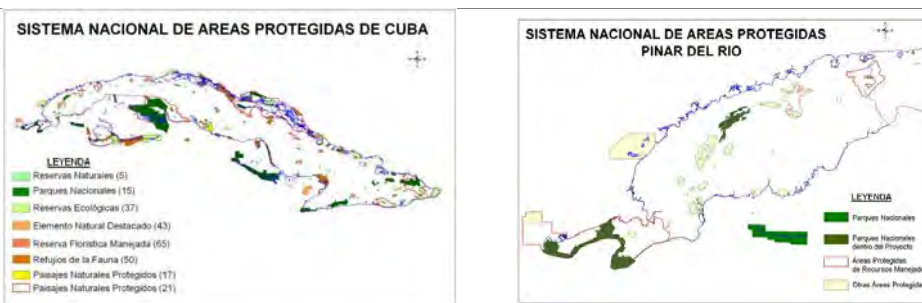 SISTEMA NACIONAL DE AREAS PROTEGIDAS DE CUBA
LEYENDA
Reservas Naturales (5)
Parques Nacionales (15)
Reservas Ecológicas (37)
Elemento Natural Destacado (43)
Reserva Florística Manejada (65)
Refugios de la Fauna (50)
Paisajes Naturales Protegidos (17)
Paisajes Naturales Protegidos (21)
SISTEMA NACIONAL DE AREAS PROTEGIDAS
PINAR DEL RIO
LEYENDA
Parques Nacionales
Parques Nacionales
dentro del Proyecto
Áreas Protegidas
de Recursos Manejad
Otras Áreas Protegid